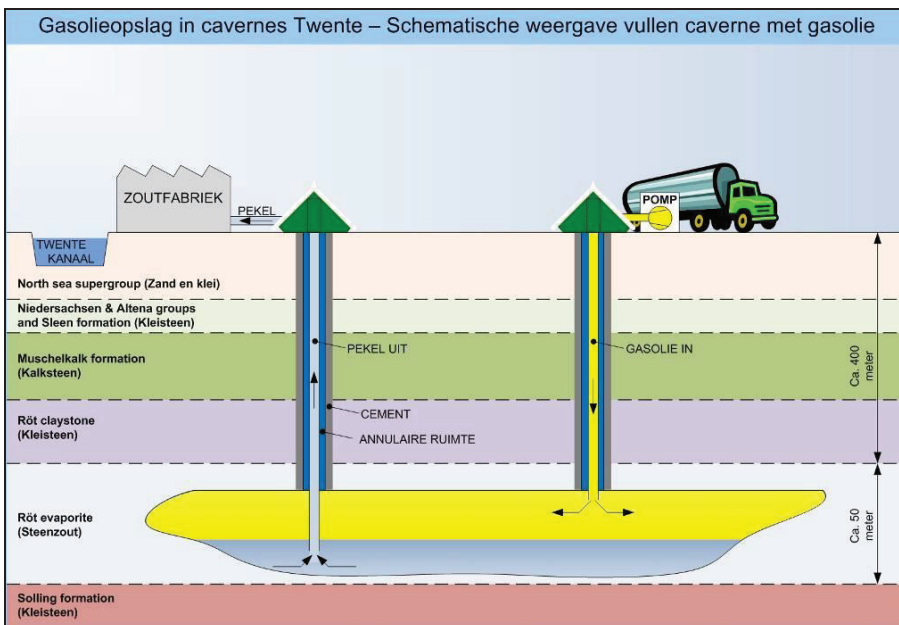 Gasolieopslag in cavernes Twente – Schematische weergave vullen caverne met gasolie
ZOUTFABRIEK
PEKEL
POMP
TWENTE
KANAAL
North sea supergroup (Zand en klei)
Niedersachsen & Altena groups
and Sleen formation (Kleisteen)
PEKEL UIT
GASOLIE IN
Muschelkalk formation
(Kalksteen)
Ca. 400
meter
CEMENT
Röt claystone
(Kleisteen)
ANNULAIRE RUIMTE
Röt evaporite
(Steenzout)
Ca. 50
meter
Solling formation
(Kleisteen)